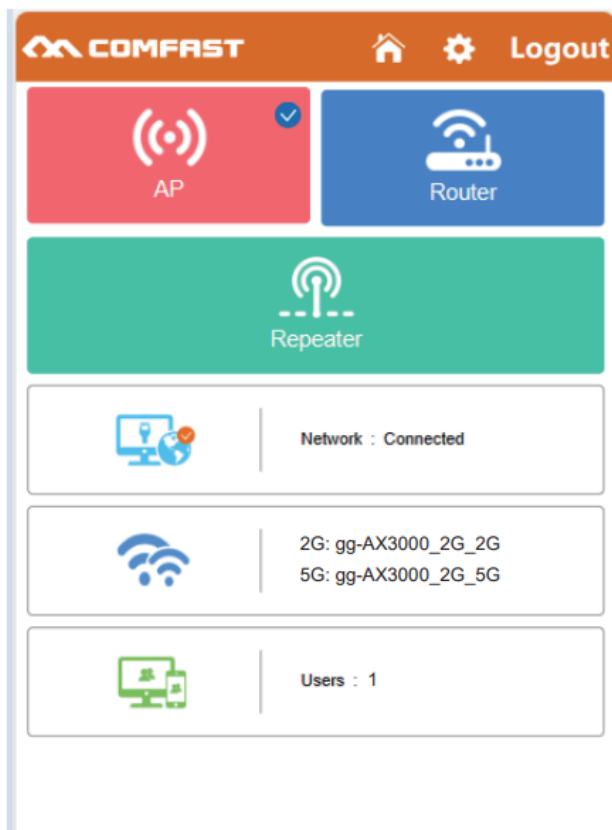 COMFAST Logout
AP
Router
Repeater
Network : Connected
2G: gg-AX3000_2G_2G
5G: gg-AX3000_2G_5G
Users : 1